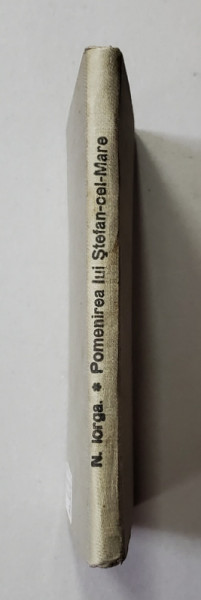 N. Iorga. * Pomenirea lui Ştefan-cel-Mare